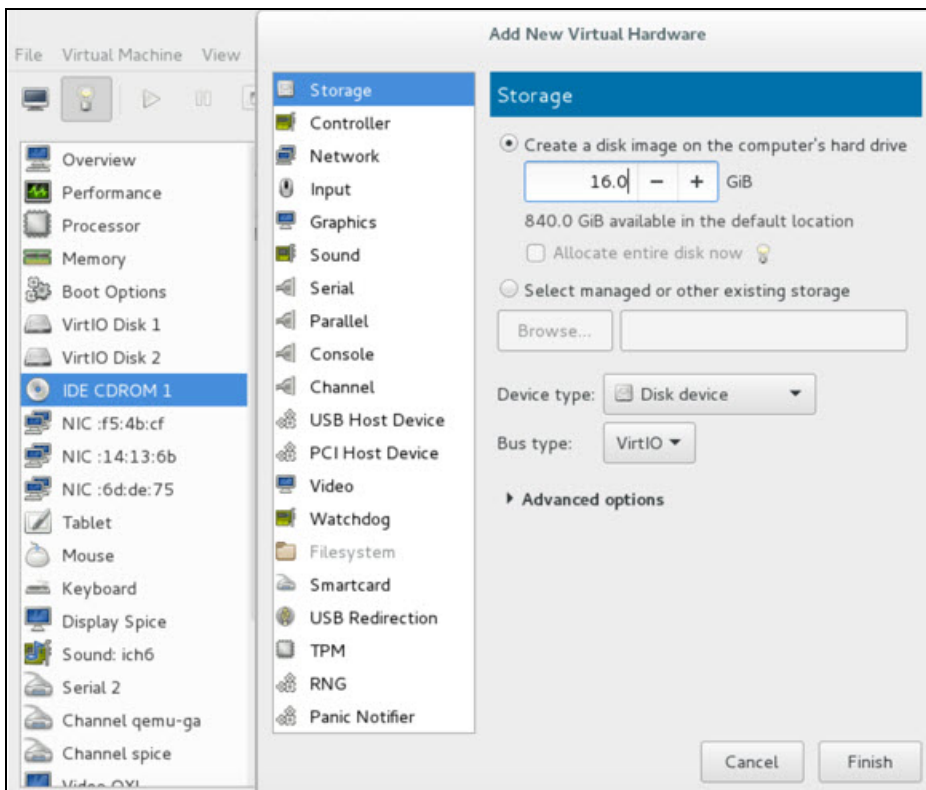 Add New Virtual Hardware
File Virtual Machine View
Overview
Performance
Processor
Memory
Boot Options
VirtIO Disk 1
VirtIO Disk 2
IDE CDROM 1
NIC :f5:4b:cf
NIC :14:13:6b
NIC :6d:de:75
Tablet
Mouse
Keyboard
Display Spice
Sound: ich6
Serial 2
Channel qemu-ga
Channel spice
Video QXL
Storage
Controller
Network
Input
Graphics
Sound
Serial
Parallel
Console
Channel
USB Host Device
PCI Host Device
Video
Watchdog
Filesystem
Smartcard
USB Redirection
TPM
RNG
Panic Notifier
Storage
Create a disk image on the computer's hard drive
16.0 − + GiB
840.0 GiB available in the default location
Allocate entire disk now
Select managed or other existing storage
Browse...
Device type: Disk device
Bus type: VirtIO
Advanced options
Cancel Finish